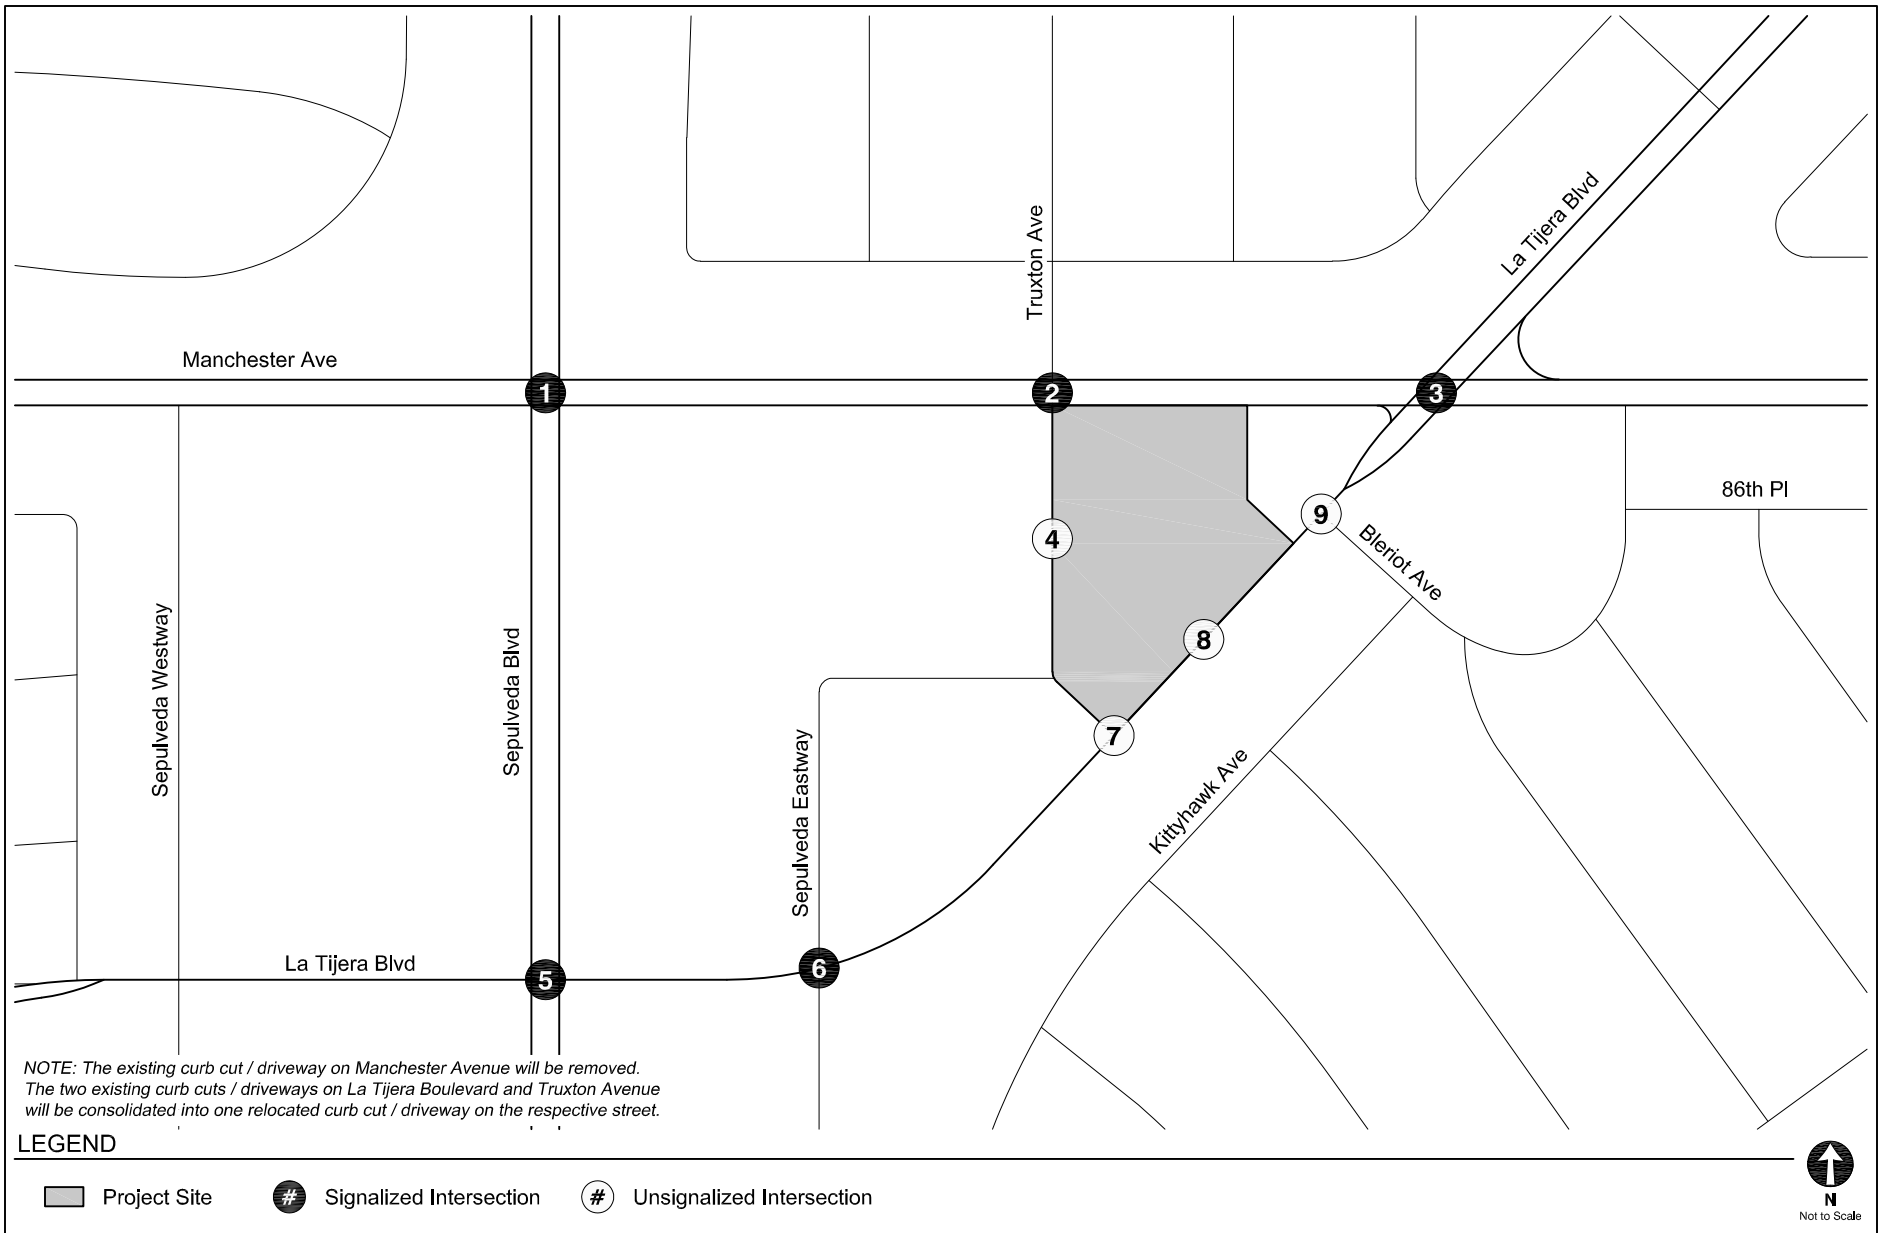 Truxton Ave
La Tijera Blvd
Manchester Ave
1
2
3
86th Pl
9
4
Bleriot Ave
8
Sepulveda Westway
Sepulveda Blvd
7
Sepulveda Eastway
Kittyhawk Ave
La Tijera Blvd
5
6
NOTE: The existing curb cut / driveway on Manchester Avenue will be removed.
The two existing curb cuts / driveways on La Tijera Boulevard and Truxton Avenue
will be consolidated into one relocated curb cut / driveway on the respective street.
LEGEND
Project Site
# Signalized Intersection
# Unsignalized Intersection
N
Not to Scale